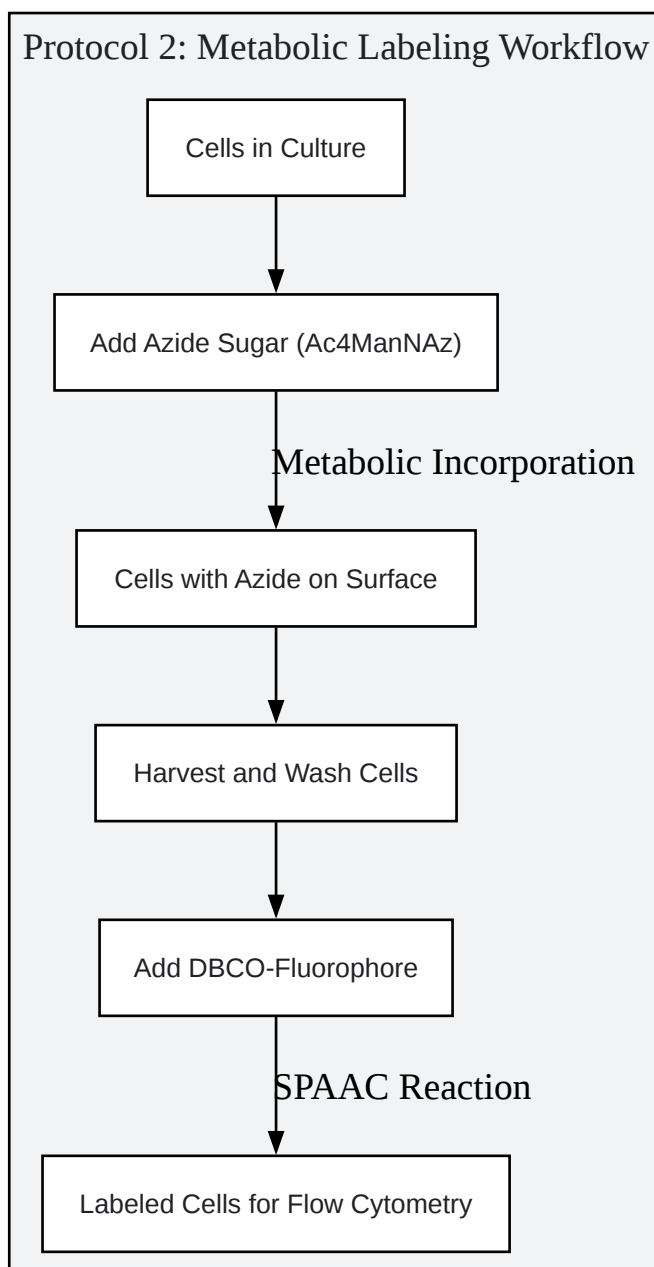 Protocol 2: Metabolic Labeling Workflow
Cells in Culture
Add Azide Sugar (Ac4ManNAz)
Metabolic Incorporation
Cells with Azide on Surface
Harvest and Wash Cells
Add DBCO-Fluorophore
SPAAC Reaction
Labeled Cells for Flow Cytometry